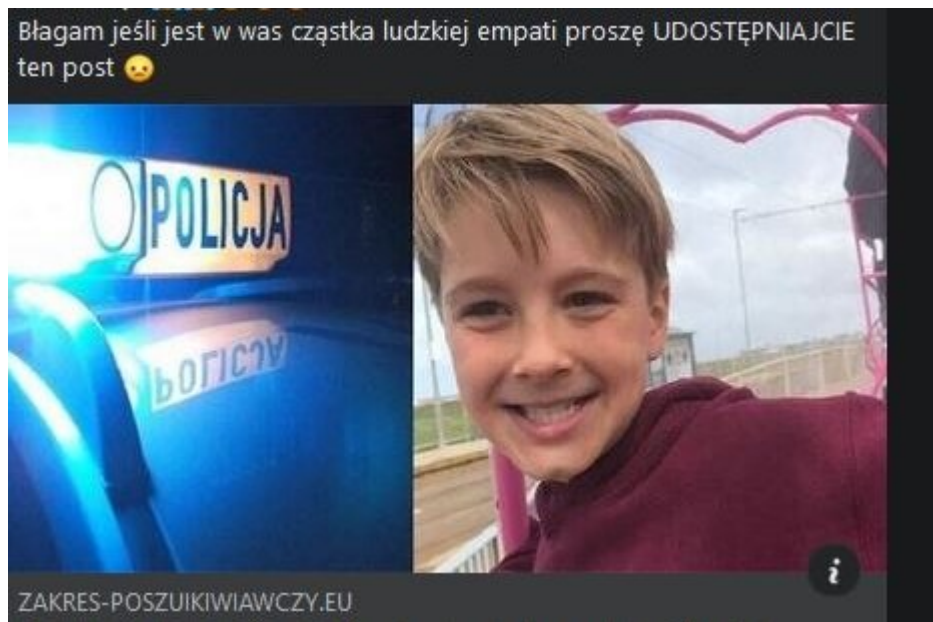 Błagam jeśli jest w was cząstka ludzkiej empati proszę UDOSTĘPNIAJCIE
ten post 😞
POLICJA
POLICJA
i
ZAKRES-POSZUIKIWIAWCZY.EU